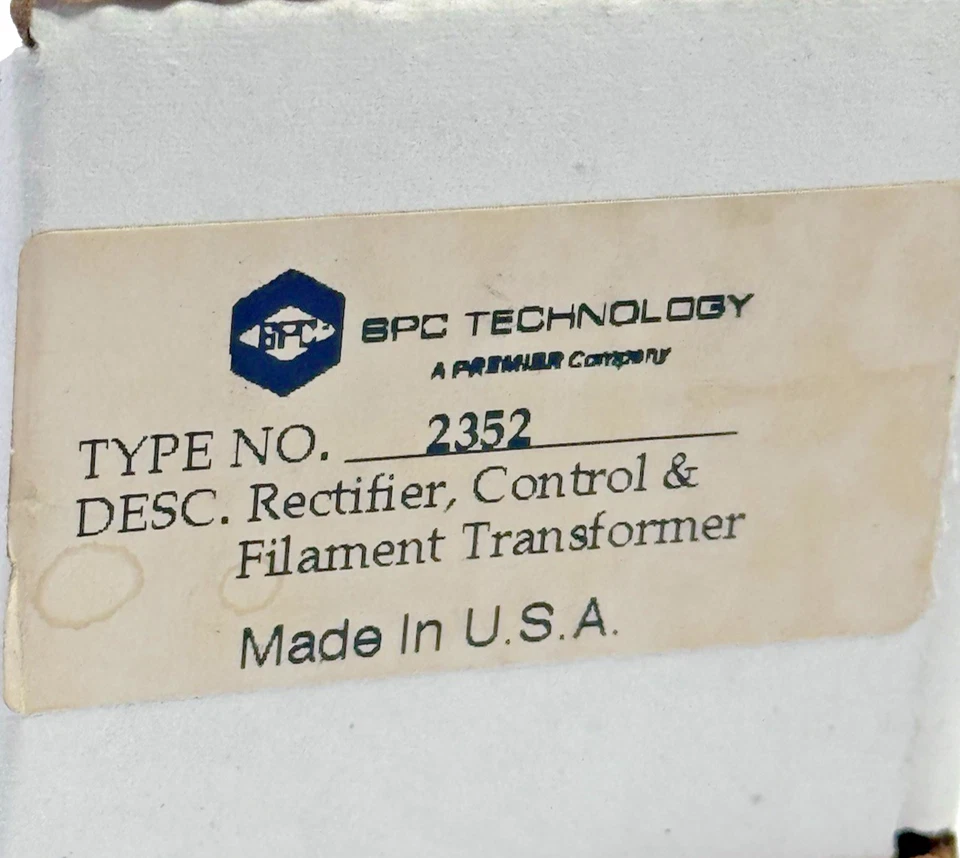 SPC
SPC TECHNOLOGY
A PREMIER Company
TYPE NO. 2352
DESC. Rectifier, Control &
Filament Transformer
Made In U.S.A.